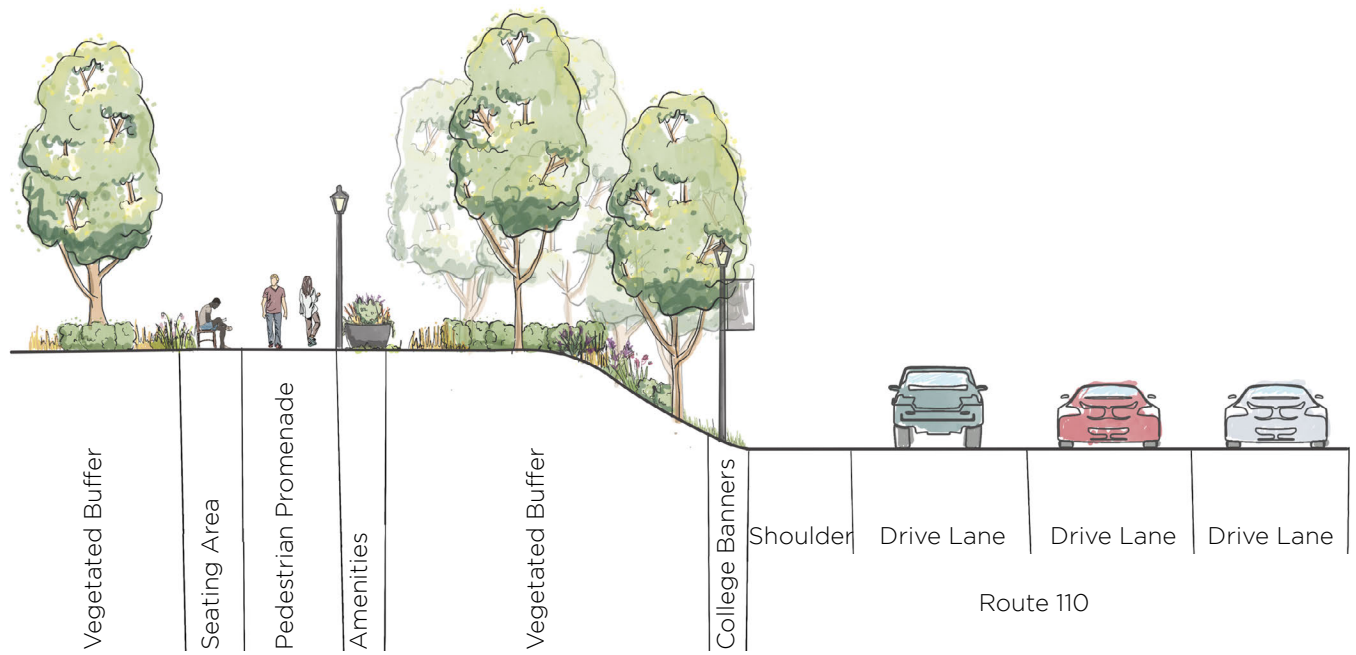 Vegetated Buffer
Seating Area
Pedestrian Promenade
Amenities
Vegetated Buffer
College Banners
Shoulder
Drive Lane
Drive Lane
Drive Lane
Route 110